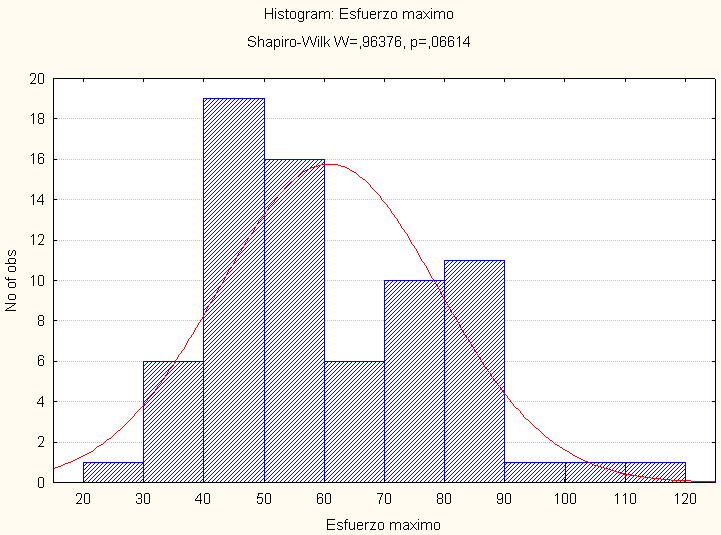 Histogram: Esfuerzo maximo
Shapiro-Wilk W=,96376, p=,06614
No of obs
20
18
16
14
12
10
8
6
4
2
0
20 30 40 50 60 70 80 90 100 110 120
Esfuerzo maximo